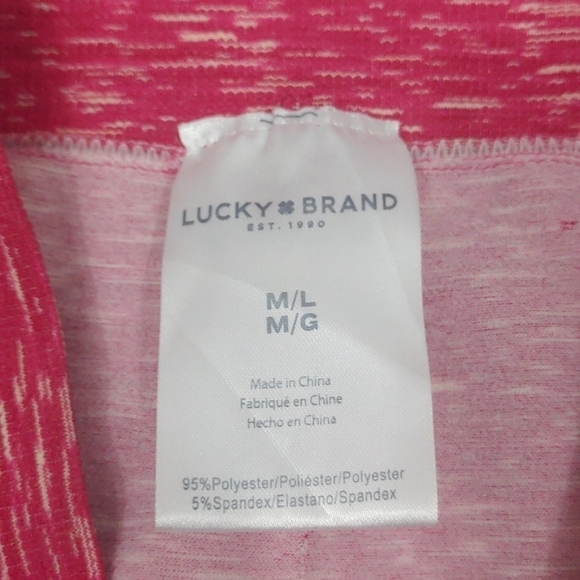 LUCKY BRAND
EST. 1990
M/L
M/G
Made in China
Fabriqué en Chine
Hecho en China
95%Polyester/Poliéster/Polyester
5%Spandex/Elastano/Spandex